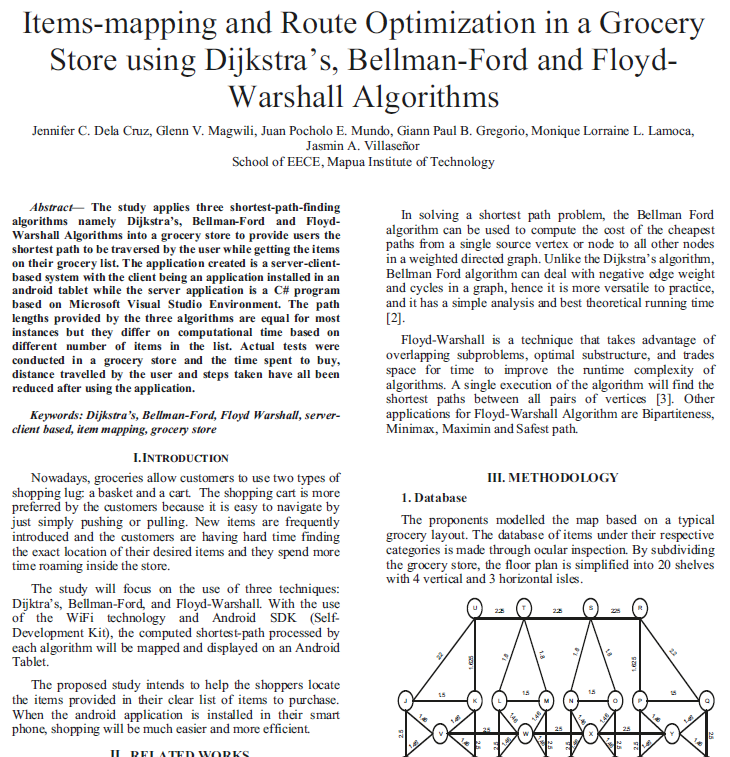 Items-mapping and Route Optimization in a Grocery
Store using Dijkstra's, Bellman-Ford and Floyd-
Warshall Algorithms
Jennifer C. Dela Cruz, Glenn V. Magwili, Juan Pocholo E. Mundo, Giann Paul B. Gregorio, Monique Lorraine L. Lamoca,
Jasmin A. Villaseñor
School of EECE, Mapua Institute of Technology
Abstract— The study applies three shortest-path-finding
algorithms namely Dijkstra's, Bellman-Ford and Floyd-
Warshall Algorithms into a grocery store to provide users the
shortest path to be traversed by the user while getting the items
on their grocery list. The application created is a server-client-
based system with the client being an application installed in an
android tablet while the server application is a C# program
based on Microsoft Visual Studio Environment. The path
lengths provided by the three algorithms are equal for most
instances but they differ on computational time based on
different number of items in the list. Actual tests were
conducted in a grocery store and the time spent to buy,
distance travelled by the user and steps taken have all been
reduced after using the application.
Keywords: Dijkstra's, Bellman-Ford, Floyd Warshall, server-
client based, item mapping, grocery store
I. INTRODUCTION
Nowadays, groceries allow customers to use two types of
shopping lug: a basket and a cart. The shopping cart is more
preferred by the customers because it is easy to navigate by
just simply pushing or pulling. New items are frequently
introduced and the customers are having hard time finding
the exact location of their desired items and they spend more
time roaming inside the store.
The study will focus on the use of three techniques:
Dijktra's, Bellman-Ford, and Floyd-Warshall. With the use
of the WiFi technology and Android SDK (Self-
Development Kit), the computed shortest-path processed by
each algorithm will be mapped and displayed on an Android
Tablet.
The proposed study intends to help the shoppers locate
the items provided in their clear list of items to purchase.
When the android application is installed in their smart
phone, shopping will be much easier and more efficient.
II. RELATED WORKS
In solving a shortest path problem, the Bellman Ford
algorithm can be used to compute the cost of the cheapest
paths from a single source vertex or node to all other nodes
in a weighted directed graph. Unlike the Dijkstra's algorithm,
Bellman Ford algorithm can deal with negative edge weight
and cycles in a graph, hence it is more versatile to practice,
and it has a simple analysis and best theoretical running time
[2].
Floyd-Warshall is a technique that takes advantage of
overlapping subproblems, optimal substructure, and trades
space for time to improve the runtime complexity of
algorithms. A single execution of the algorithm will find the
shortest paths between all pairs of vertices [3]. Other
applications for Floyd-Warshall Algorithm are Bipartiteness,
Minimax, Maximin and Safest path.
III. METHODOLOGY
1. Database
The proponents modelled the map based on a typical
grocery layout. The database of items under their respective
categories is made through ocular inspection. By subdividing
the grocery store, the floor plan is simplified into 20 shelves
with 4 vertical and 3 horizontal isles.
U 2.25 T 2.25 S 2.25 R
2.2 1.625 1.8 1.8 1.8 1.8 1.625 2.2
J 1.5 K L 1.5 M N 1.5 O P 1.5 Q
1.46 1.46 1.46 1.46 1.46 1.46 1.46 1.46
2.5 V 2.5 W 2.5 X 2.5 Y 2.5